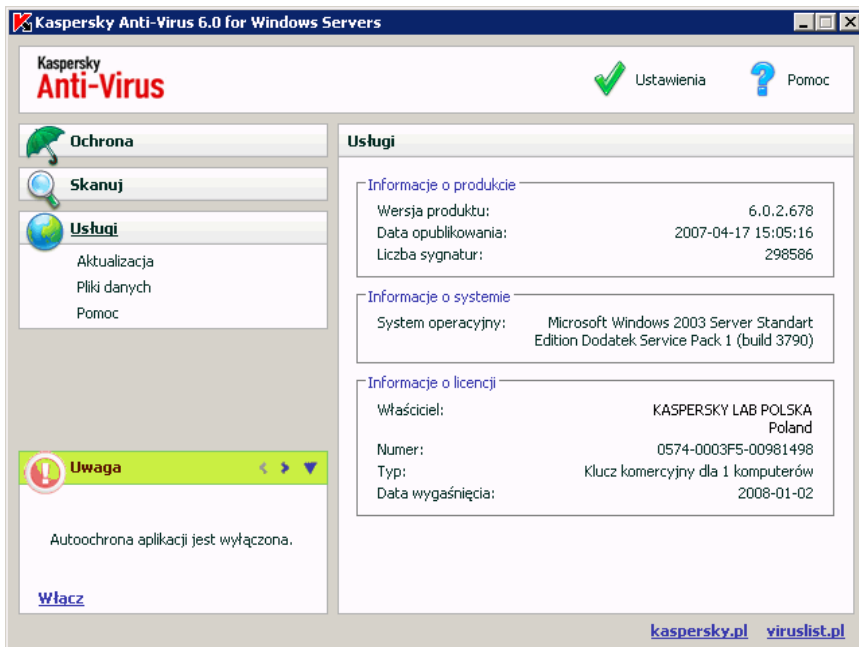 Kaspersky Anti-Virus 6.0 for Windows Servers
Kaspersky
Anti-Virus
Ustawienia
Pomoc
Ochrona
Skanuj
Usługi
Aktualizacja
Pliki danych
Pomoc
Uwaga
Autoochrona aplikacji jest wyłączona.
Włącz
Usługi
Informacje o produkcie
Wersja produktu: 6.0.2.678
Data opublikowania: 2007-04-17 15:05:16
Liczba sygnatur: 298586
Informacje o systemie
System operacyjny: Microsoft Windows 2003 Server Standart
Edition Dodatek Service Pack 1 (build 3790)
Informacje o licencji
Właściciel: KASPERSKY LAB POLSKA
Poland
Numer: 0574-0003F5-00981498
Typ: Klucz komercyjny dla 1 komputerów
Data wygaśnięcia: 2008-01-02
kaspersky.pl viruslist.pl